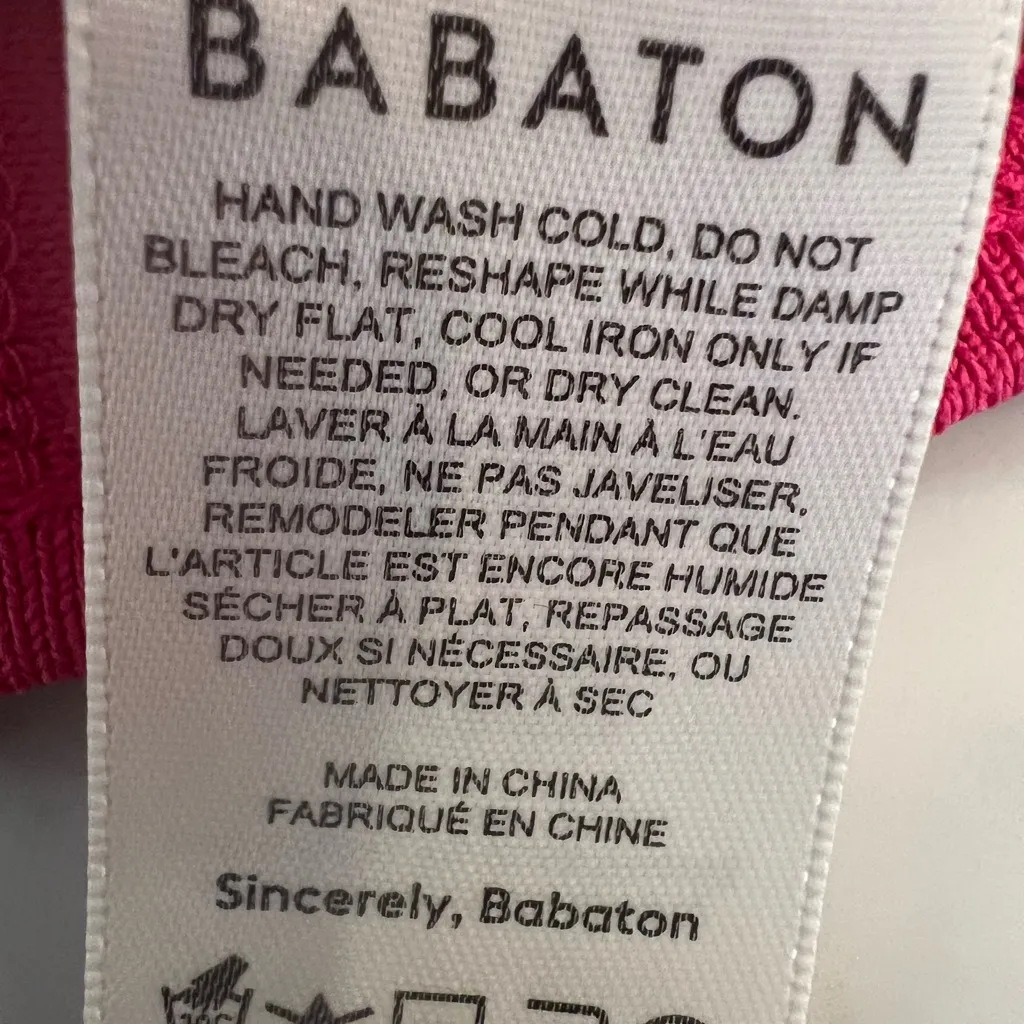 BABATON
HAND WASH COLD, DO NOT
BLEACH, RESHAPE WHILE DAMP
DRY FLAT, COOL IRON ONLY IF
NEEDED, OR DRY CLEAN.
LAVER À LA MAIN À L'EAU
FROIDE, NE PAS JAVELISER,
REMODELER PENDANT QUE
L'ARTICLE EST ENCORE HUMIDE
SÉCHER À PLAT, REPASSAGE
DOUX SI NÉCESSAIRE, OU
NETTOYER À SEC
MADE IN CHINA
FABRIQUÉ EN CHINE
Sincerely, Babaton